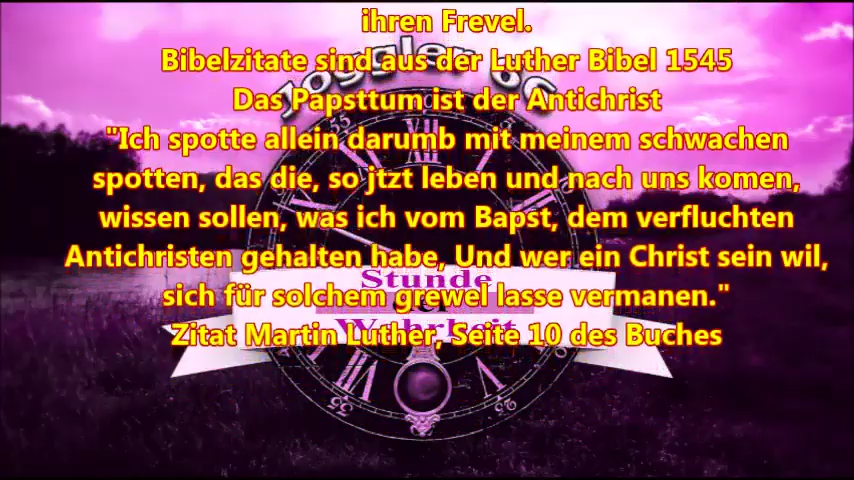 ihren Frevel.
Bibelzitate sind aus der Luther Bibel 1545
Joggler 66
Das Papsttum ist der Antichrist
"Ich spotte allein darumb mit meinem schwachen
spotten, das die, so jtzt leben und nach uns komen,
wissen sollen, was ich vom Bapst, dem verfluchten
Antichristen gehalten habe, Und wer ein Christ sein wil,
Stunde
sich für solchem grewel lasse vermanen."
Wahrheit
Zitat Martin Luther, Seite 10 des Buches